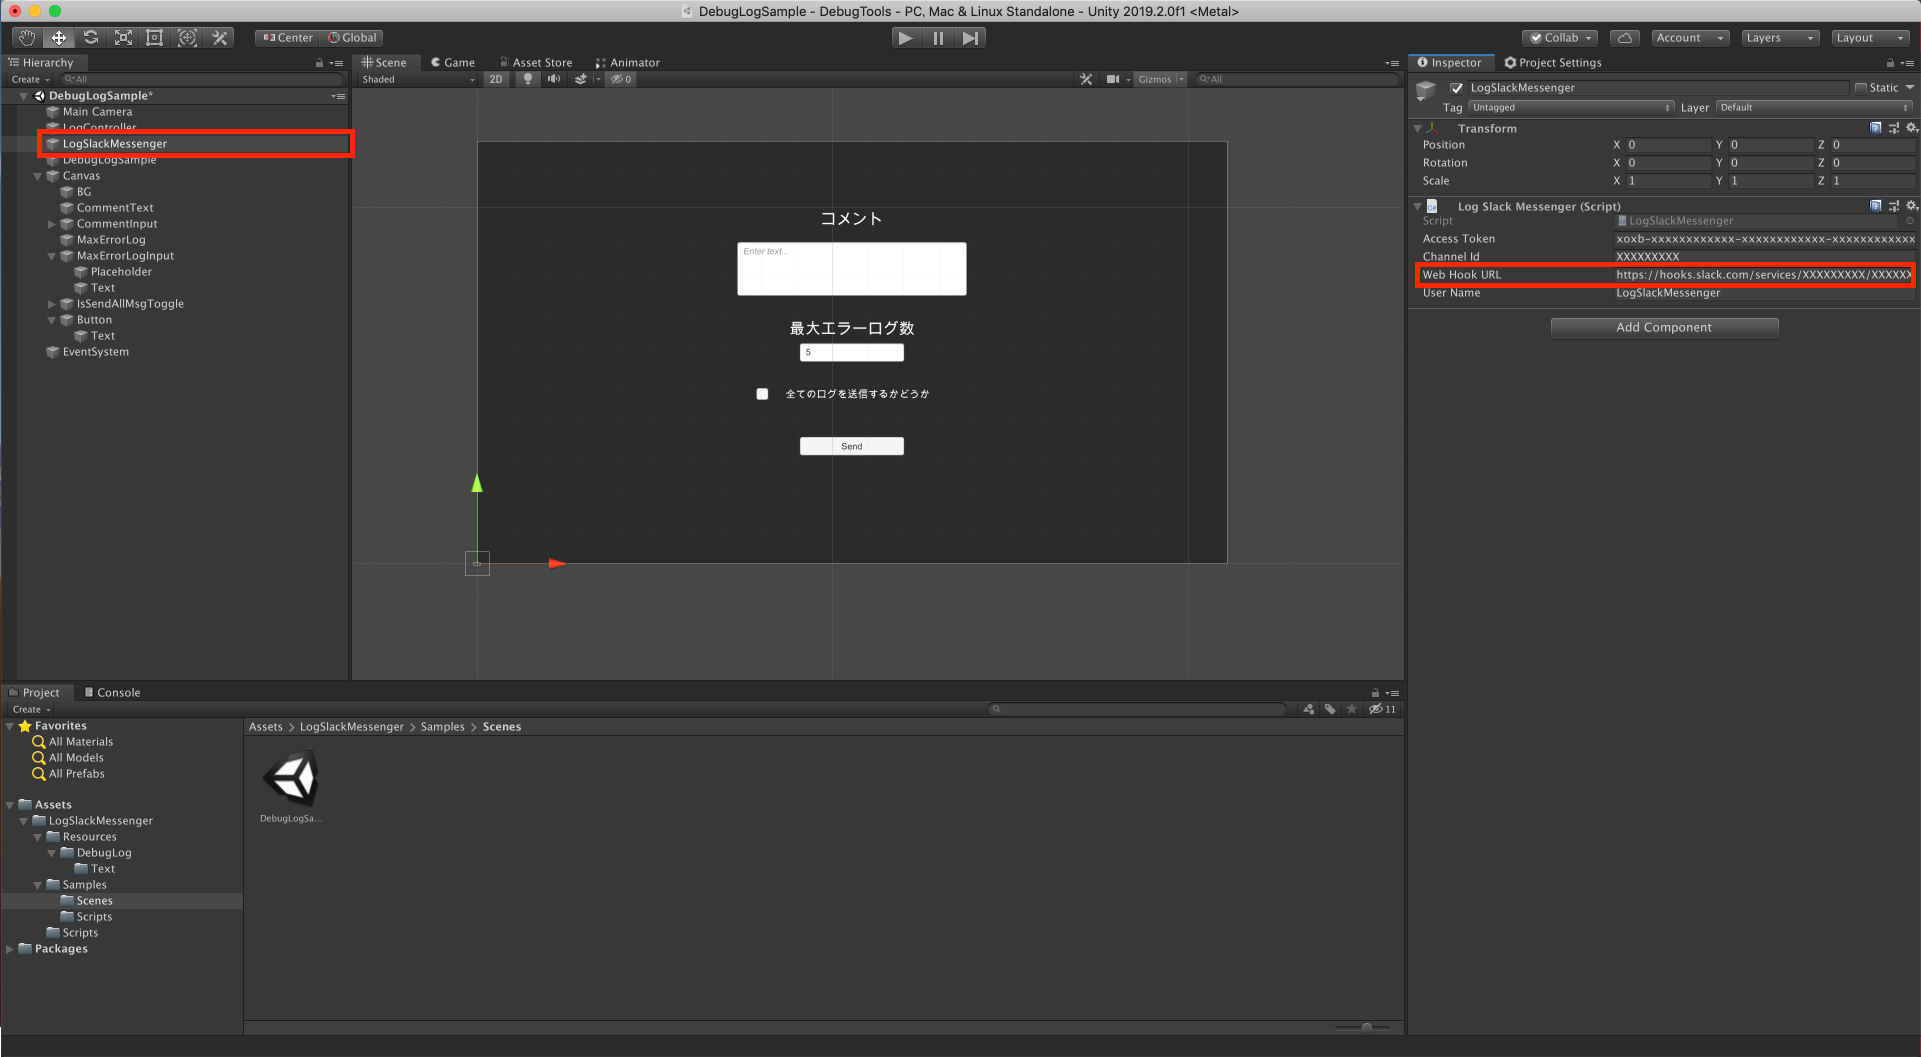 DebugLogSample - DebugTools - PC, Mac & Linux Standalone - Unity 2019.2.0f1 <Metal>
Center Global
Collab Account Layers Layout
Hierarchy
Create All
DebugLogSample*
Main Camera
LogController
LogSlackMessenger
DebugLogSample
Canvas
BG
CommentText
CommentInput
MaxErrorLog
MaxErrorLogInput
Placeholder
Text
IsSendAllMsgToggle
Button
Text
EventSystem
Scene Game Asset Store Animator
Shaded 2D 0 Gizmos All
コメント
Enter text...
最大エラーログ数
5
全てのログを送信するかどうか
Send
Inspector Project Settings
LogSlackMessenger Static
Tag Untagged Layer Default
Transform
Position X 0 Y 0 Z 0
Rotation X 0 Y 0 Z 0
Scale X 1 Y 1 Z 1
Log Slack Messenger (Script)
Script LogSlackMessenger
Access Token xoxb-xxxxxxxxxxxx-xxxxxxxxxxxx-xxxxxxxxxxxx
Channel Id XXXXXXXXX
Web Hook URL https://hooks.slack.com/services/XXXXXXXXX/XXXXXX
User Name LogSlackMessenger
Add Component
Project Console
Create 11
Favorites
All Materials
All Models
All Prefabs
Assets
LogSlackMessenger
Resources
DebugLog
Text
Samples
Scenes
Scripts
Scripts
Packages
Assets > LogSlackMessenger > Samples > Scenes
DebugLogSa...